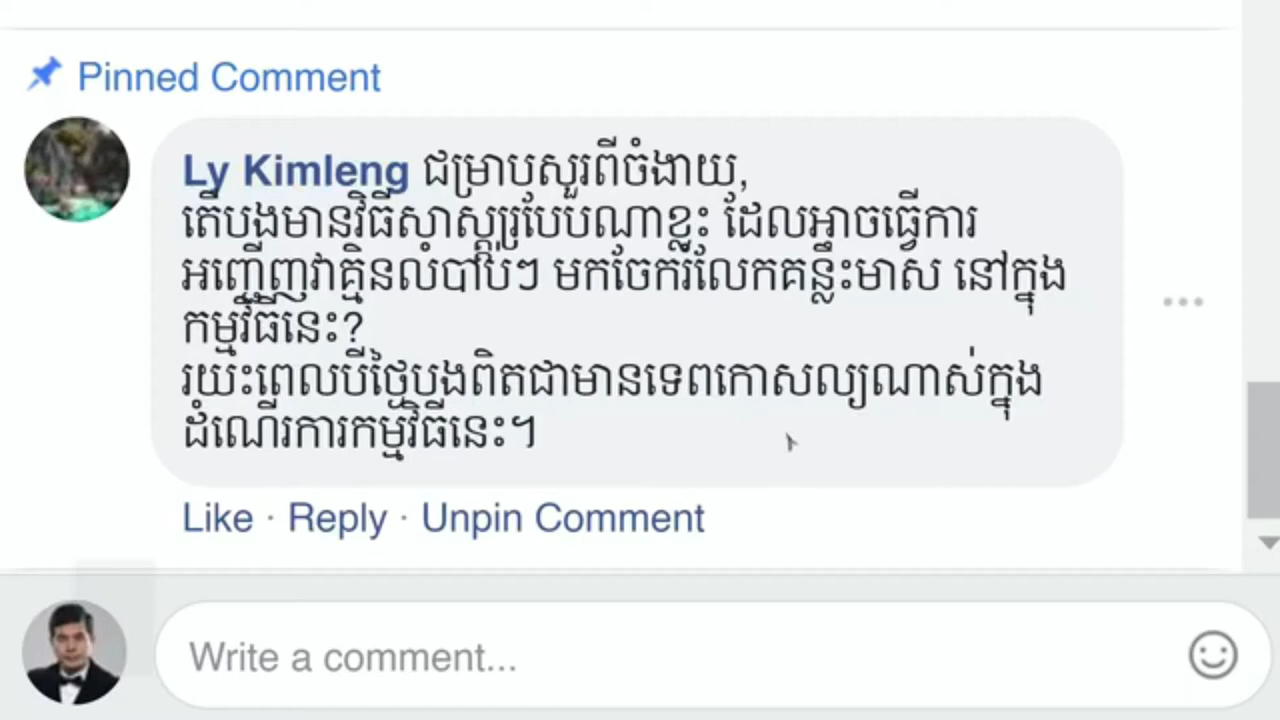 Pinned Comment
Ly Kimleng ជម្រាបសួរពីចំងាយ,
តើបងមានវិធីសាស្ត្ររបែបណាខ្លះ ដែលអាចធ្វើការ
អញ្ជើញវាគ្មិនលំបាប់ៗ មកចែករំលែកគន្លឹះមាស នៅក្នុង
កម្មវិធីនេះ?
រយះពេលបីថ្ងៃបងពិតជាមានទេពកោសល្យណាស់ក្នុង
ដំណើរការកម្មវិធីនេះ។
Like · Reply · Unpin Comment
Write a comment...